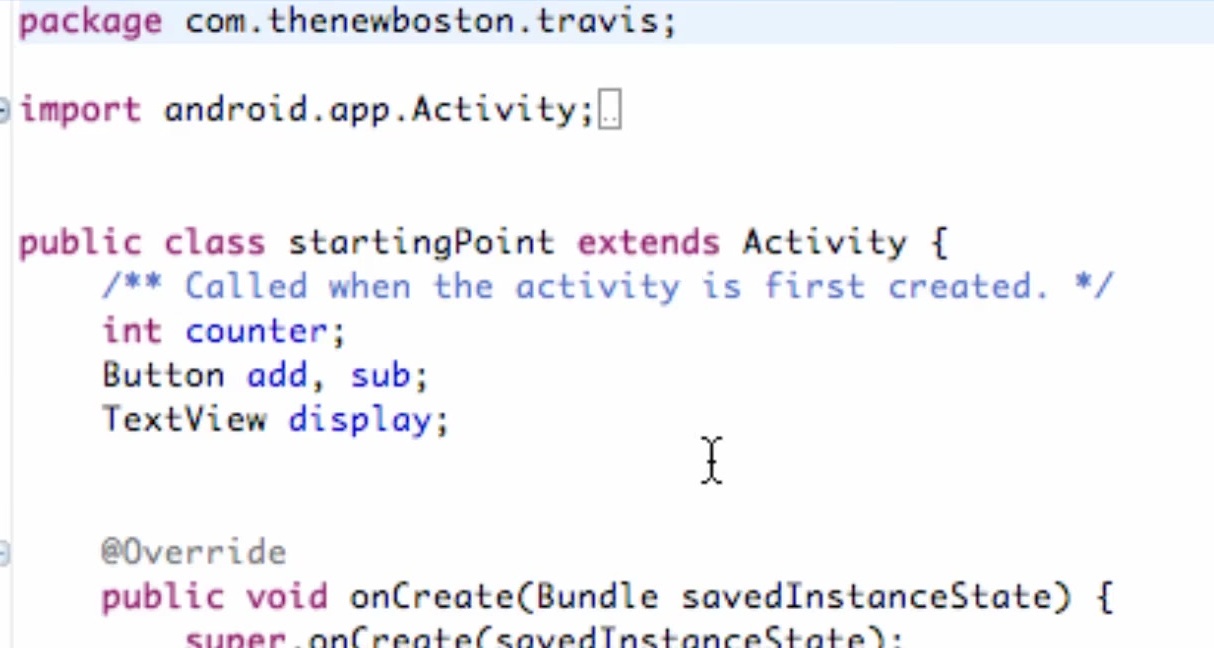 package com.thenewboston.travis;
import android.app.Activity;
public class startingPoint extends Activity {
/** Called when the activity is first created. */
int counter;
Button add, sub;
TextView display;
@Override
public void onCreate(Bundle savedInstanceState) {
super.onCreate(savedInstanceState);